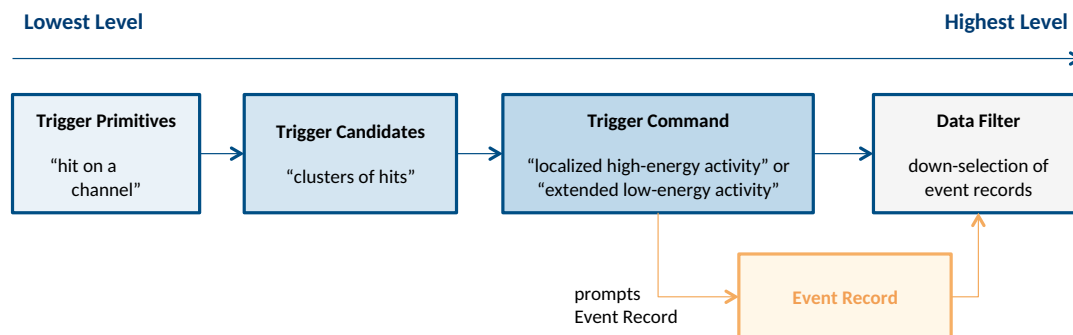 Lowest Level
Highest Level
Trigger Primitives
“hit on a
channel”
Trigger Candidates
“clusters of hits”
Trigger Command
“localized high-energy activity” or
“extended low-energy activity”
Data Filter
down-selection of
event records
prompts
Event Record
Event Record